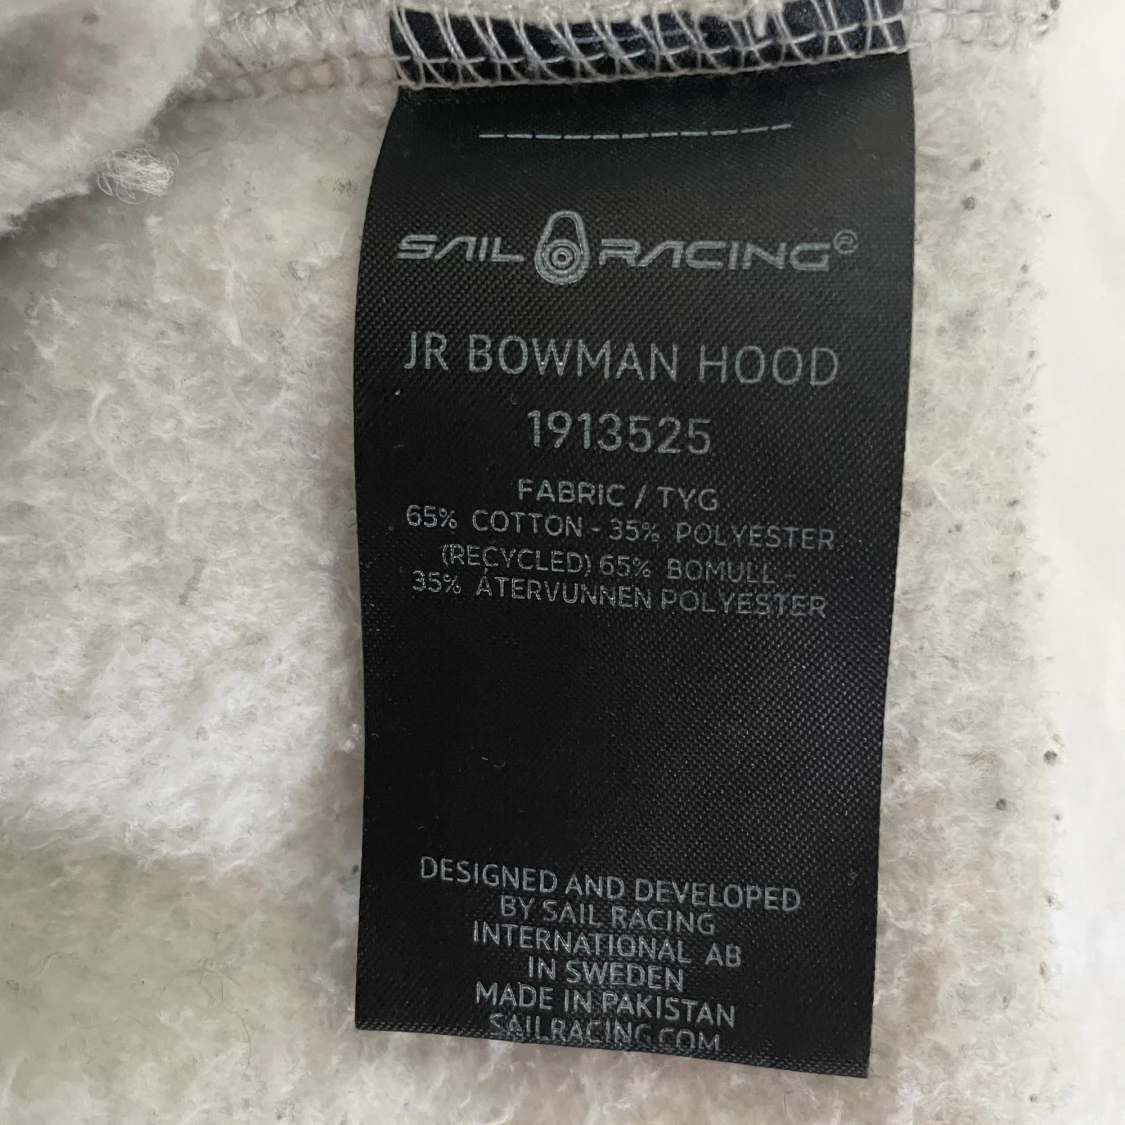 SAIL RACING®
JR BOWMAN HOOD
1913525
FABRIC / TYG
65% COTTON - 35% POLYESTER
(RECYCLED) 65% BOMULL -
35% ÅTERVUNNEN POLYESTER
DESIGNED AND DEVELOPED
BY SAIL RACING
INTERNATIONAL AB
IN SWEDEN
MADE IN PAKISTAN
SAILRACING.COM